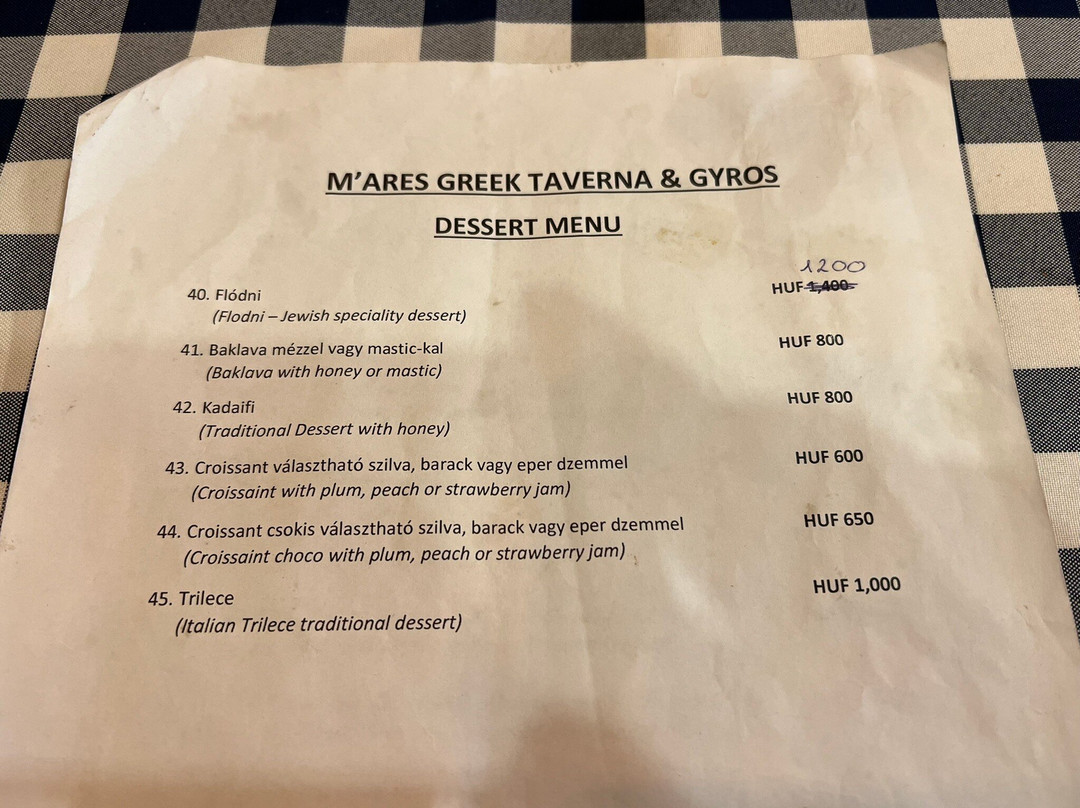 M'ARES GREEK TAVERNA & GYROS
DESSERT MENU
1200
40. Flódni HUF 1,400
(Flodni – Jewish speciality dessert)
41. Baklava mézzel vagy mastic-kal HUF 800
(Baklava with honey or mastic)
42. Kadaifi HUF 800
(Traditional Dessert with honey)
43. Croissant választható szilva, barack vagy eper dzemmel HUF 600
(Croissaint with plum, peach or strawberry jam)
44. Croissant csokis választható szilva, barack vagy eper dzemmel HUF 650
(Croissaint choco with plum, peach or strawberry jam)
45. Trilece HUF 1,000
(Italian Trilece traditional dessert)